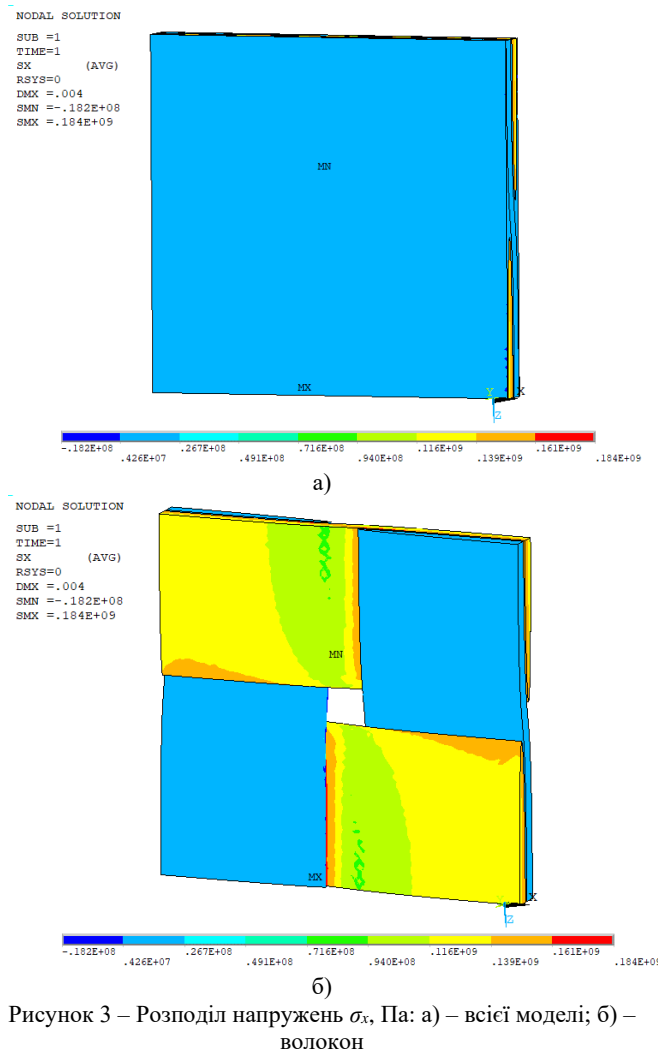 NODAL SOLUTION
SUB =1
TIME=1
SX (AVG)
RSYS=0
DMX =.004
SMN =-.182E+08
SMX =.184E+09
MN
MX
Y X
Z
-.182E+08 .267E+08 .716E+08 .116E+09 .161E+09
.426E+07 .491E+08 .940E+08 .139E+09 .184E+09
а)
NODAL SOLUTION
SUB =1
TIME=1
SX (AVG)
RSYS=0
DMX =.004
SMN =-.182E+08
SMX =.184E+09
MN
MX
Y X
Z
-.182E+08 .267E+08 .716E+08 .116E+09 .161E+09
.426E+07 .491E+08 .940E+08 .139E+09 .184E+09
б)
Рисунок 3 – Розподіл напружень σx, Па: а) – всієї моделі; б) –
волокон